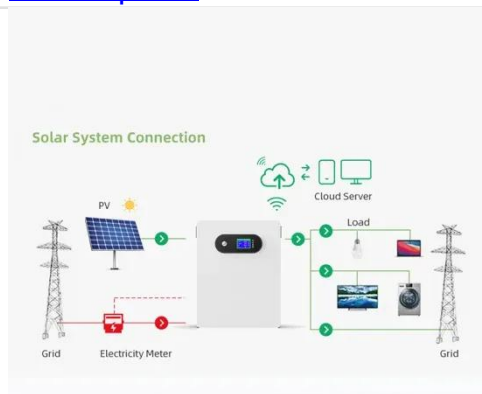 Solar System Connection
Cloud Server
PV
Load
Grid
Electricity Meter
Grid